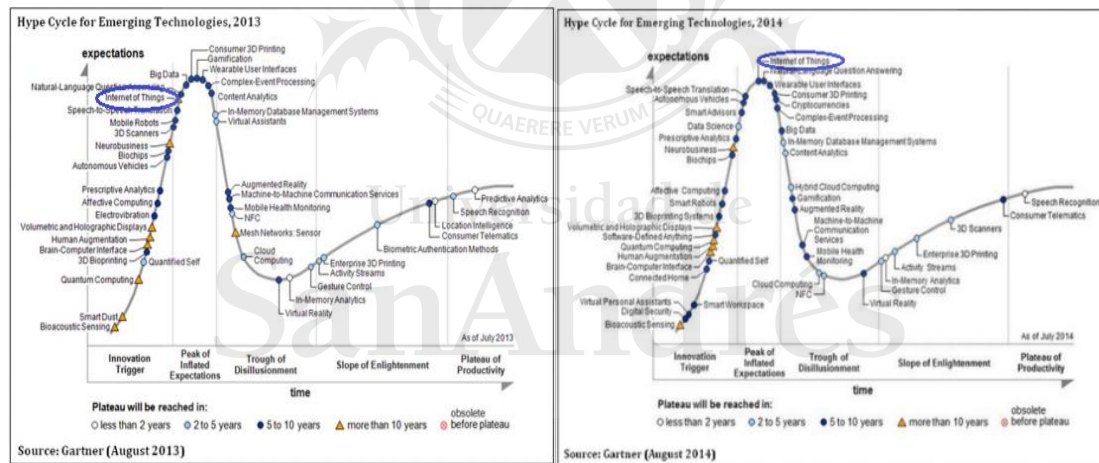 Hype Cycle for Emerging Technologies, 2013
expectations
Consumer 3D Printing
Gamification
Wearable User Interfaces
Big Data
Complex-Event Processing
Natural-Language Question Answering
Content Analytics
Internet of Things
In-Memory Database Management Systems
Speech-to-Speech Translation
Virtual Assistants
Mobile Robots
3D Scanners
Neurobusiness
Biochips
Autonomous Vehicles
Augmented Reality
Prescriptive Analytics
Machine-to-Machine Communication Services
Predictive Analytics
Affective Computing
Mobile Health Monitoring
Speech Recognition
Electrovibration
NFC
Location Intelligence
Volumetric and Holographic Displays
Mesh Networks: Sensor
Consumer Telematics
Human Augmentation
Biometric Authentication Methods
Brain-Computer Interface
Cloud
Computing
3D Bioprinting
Quantified Self
Enterprise 3D Printing
Activity Streams
Quantum Computing
Gesture Control
In-Memory Analytics
Virtual Reality
Smart Dust
Bioacoustic Sensing
As of July 2013
Innovation
Trigger
Peak of
Inflated
Expectations
Trough of
Disillusionment
Slope of Enlightenment
Plateau of
Productivity
time
Plateau will be reached in:
less than 2 years
2 to 5 years
5 to 10 years
more than 10 years
obsolete
before plateau
Source: Gartner (August 2013)
Hype Cycle for Emerging Technologies, 2014
expectations
Internet of Things
Natural-Language Question Answering
Wearable User Interfaces
Speech-to-Speech Translation
Consumer 3D Printing
Autonomous Vehicles
Cryptocurrencies
Smart Advisors
Complex-Event Processing
Data Science
Big Data
Prescriptive Analytics
In-Memory Database Management Systems
Neurobusiness
Content Analytics
Biochips
Affective Computing
Hybrid Cloud Computing
Gamification
Speech Recognition
Smart Robots
Augmented Reality
Consumer Telematics
3D Bioprinting Systems
Machine-to-Machine
Communication
Services
3D Scanners
Volumetric and Holographic Displays
Software-Defined Anything
Quantum Computing
Mobile Health
Monitoring
Enterprise 3D Printing
Human Augmentation
Quantified Self
Activity Streams
Brain-Computer Interface
In-Memory Analytics
Connected Home
Cloud Computing
Gesture Control
NFC
Virtual Reality
Virtual Personal Assistants
Smart Workspace
Digital Security
Bioacoustic Sensing
As of July 2014
Innovation
Trigger
Peak of
Inflated
Expectations
Trough of
Disillusionment
Slope of Enlightenment
Plateau of
Productivity
time
Plateau will be reached in:
less than 2 years
2 to 5 years
5 to 10 years
more than 10 years
obsolete
before plateau
Source: Gartner (August 2014)
QUAERERE VERUM
Universidad de
SanAndrés